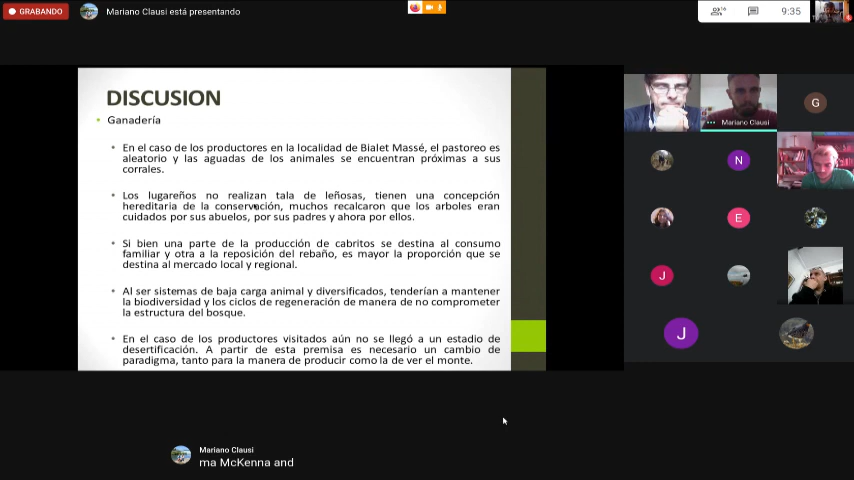 GRABANDO
Mariano Clausi está presentando
16
9:35
DISCUSION
Ganadería
En el caso de los productores en la localidad de Bialet Massé, el pastoreo es
aleatorio y las aguadas de los animales se encuentran próximas a sus
corrales.
Los lugareños no realizan tala de leñosas, tienen una concepción
hereditaria de la conservación, muchos recalcaron que los arboles eran
cuidados por sus abuelos, por sus padres y ahora por ellos.
Si bien una parte de la producción de cabritos se destina al consumo
familiar y otra a la reposición del rebaño, es mayor la proporción que se
destina al mercado local y regional.
Al ser sistemas de baja carga animal y diversificados, tenderían a mantener
la biodiversidad y los ciclos de regeneración de manera de no comprometer
la estructura del bosque.
En el caso de los productores visitados aún no se llegó a un estadio de
desertificación. A partir de esta premisa es necesario un cambio de
paradigma, tanto para la manera de producir como la de ver el monte.
Mariano Clausi
G
N
E
J
J
Mariano Clausi
ma McKenna and